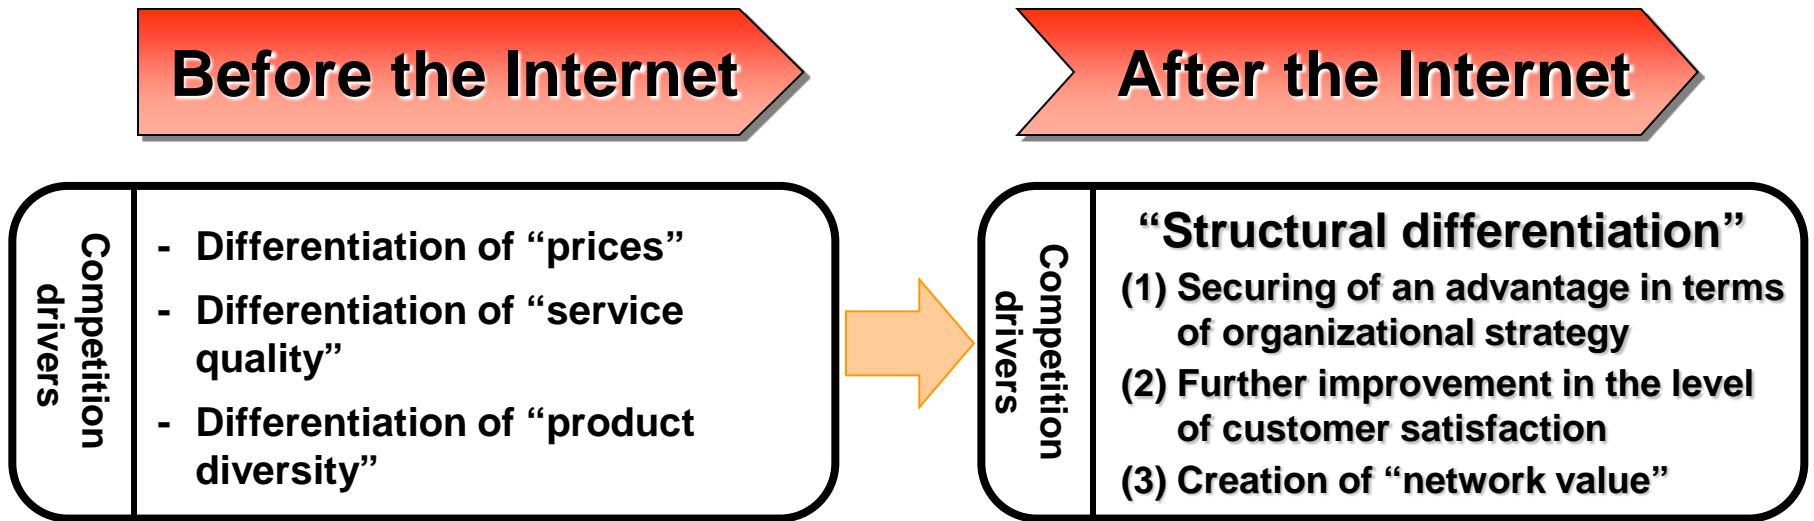 Before the Internet
After the Internet
Competition
drivers
- Differentiation of “prices”
- Differentiation of “service
quality”
- Differentiation of “product
diversity”
Competition
drivers
“Structural differentiation”
(1) Securing of an advantage in terms
of organizational strategy
(2) Further improvement in the level
of customer satisfaction
(3) Creation of “network value”